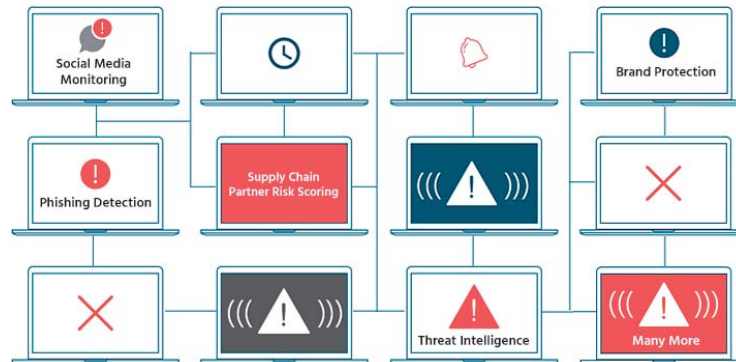 Social Media
Monitoring
Brand Protection
Phishing Detection
Supply Chain
Partner Risk Scoring
Threat Intelligence
Many More